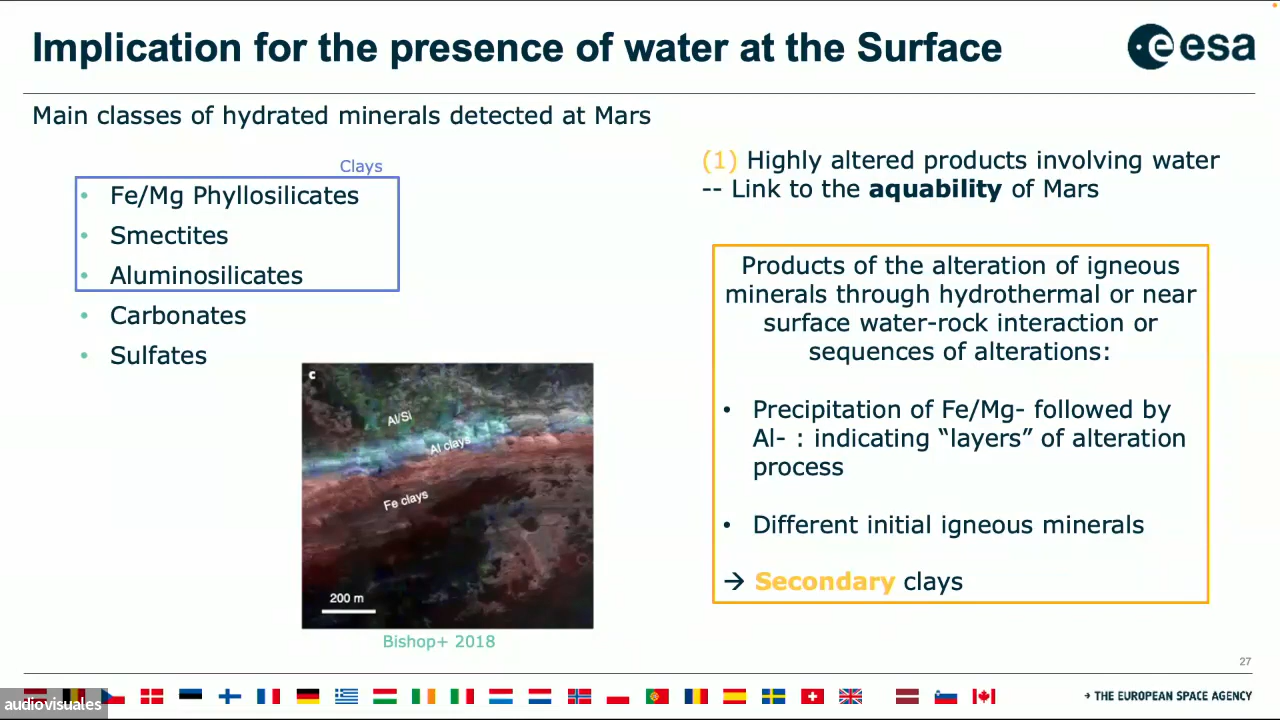 Implication for the presence of water at the Surface
esa
Main classes of hydrated minerals detected at Mars
Clays
• Fe/Mg Phyllosilicates
• Smectites
• Aluminosilicates
• Carbonates
• Sulfates
c
Al/Si
Al clays
Fe clays
200 m
Bishop+ 2018
(1) Highly altered products involving water
-- Link to the aquability of Mars
Products of the alteration of igneous
minerals through hydrothermal or near
surface water-rock interaction or
sequences of alterations:
• Precipitation of Fe/Mg- followed by
Al- : indicating “layers” of alteration
process
• Different initial igneous minerals
→ Secondary clays
27
audiovisuales
→ THE EUROPEAN SPACE AGENCY